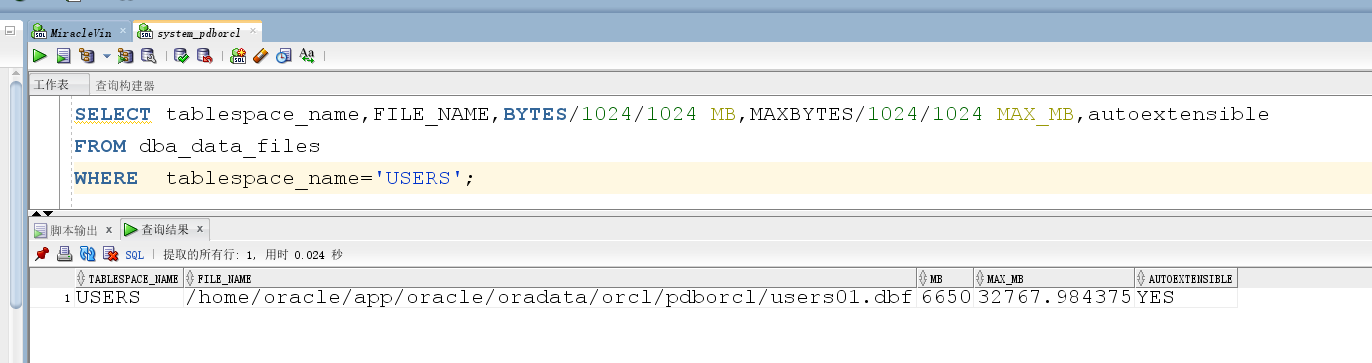 MiracleVin
system_pdborcl
工作表 查询构建器
SELECT tablespace_name,FILE_NAME,BYTES/1024/1024 MB,MAXBYTES/1024/1024 MAX_MB,autoextensible
FROM dba_data_files
WHERE tablespace_name='USERS';
脚本输出 x 查询结果 x
SQL | 提取的所有行: 1, 用时 0.024 秒
TABLESPACE_NAME FILE_NAME MB MAX_MB AUTOEXTENSIBLE
1 USERS /home/oracle/app/oracle/oradata/orcl/pdborcl/users01.dbf 6650 32767.984375 YES